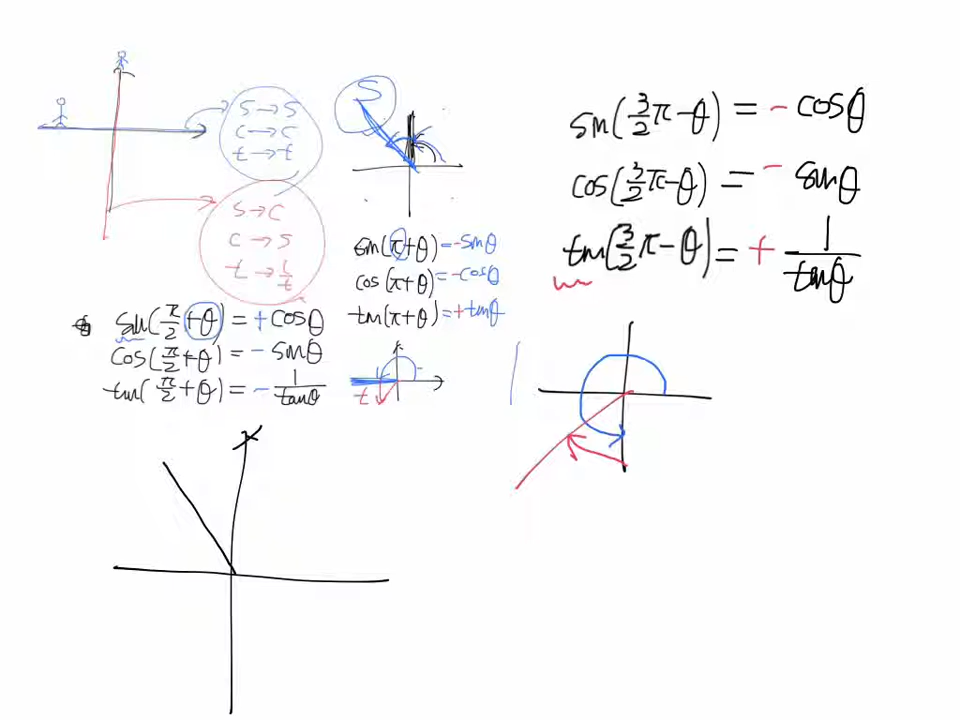 S → S
C → C
t → t
S → C
C → S
t → 1/t
S
sin(π+θ) = -sinθ
cos(π+θ) = -cosθ
tan(π+θ) = +tanθ
sin(π/2+θ) = +cosθ
cos(π/2+θ) = - sinθ
tan(π/2+θ) = - 1/tanθ
t
sin(3/2π-θ) = - cosθ
cos(3/2π-θ) = - sinθ
tan(3/2π-θ) = + 1/tanθ